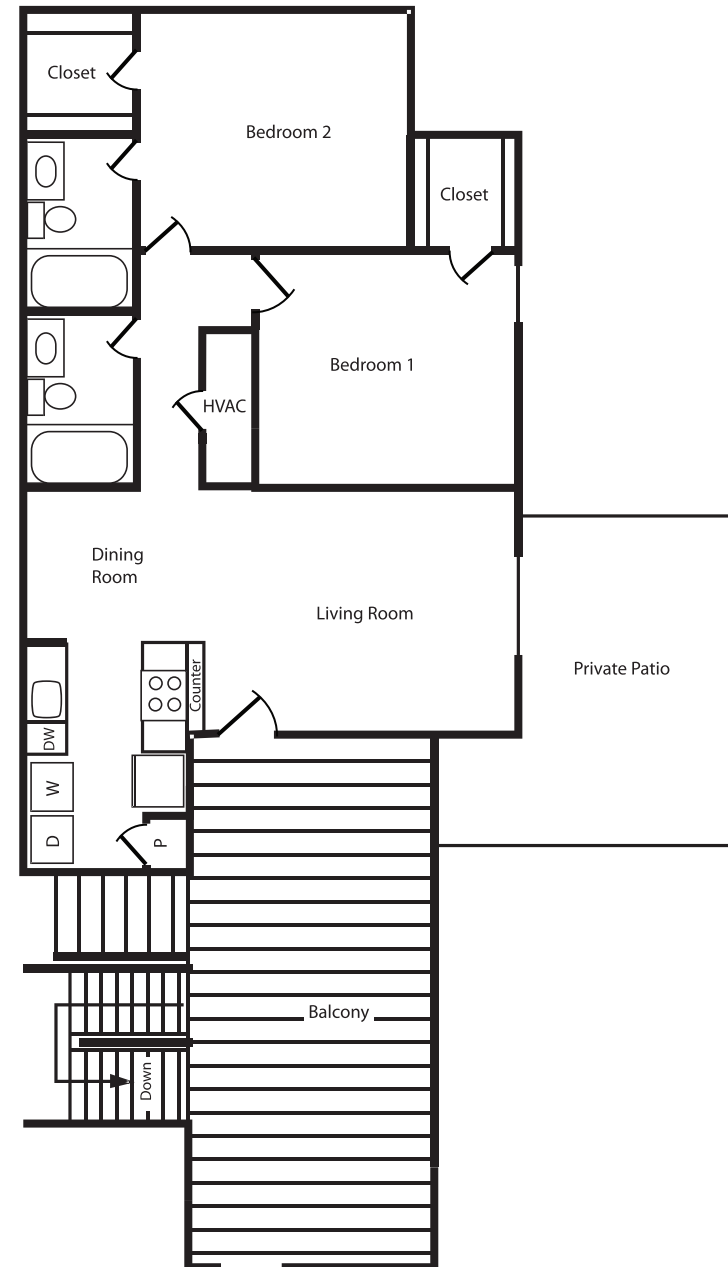 Closet
Bedroom 2
Closet
Bedroom 1
HVAC
Dining
Room
Living Room
Counter
Private Patio
DW
W
D
P
Balcony
Down